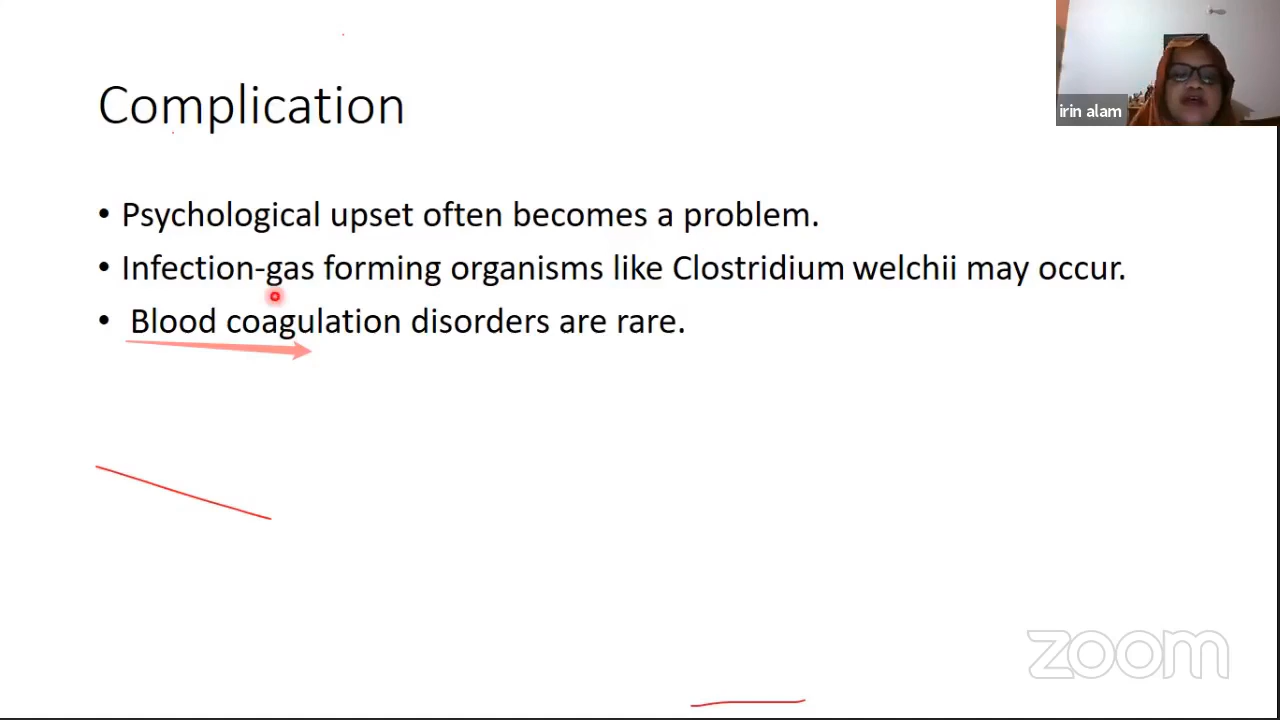 Complication
irin alam
• Psychological upset often becomes a problem.
• Infection-gas forming organisms like Clostridium welchii may occur.
• Blood coagulation disorders are rare.
zoom